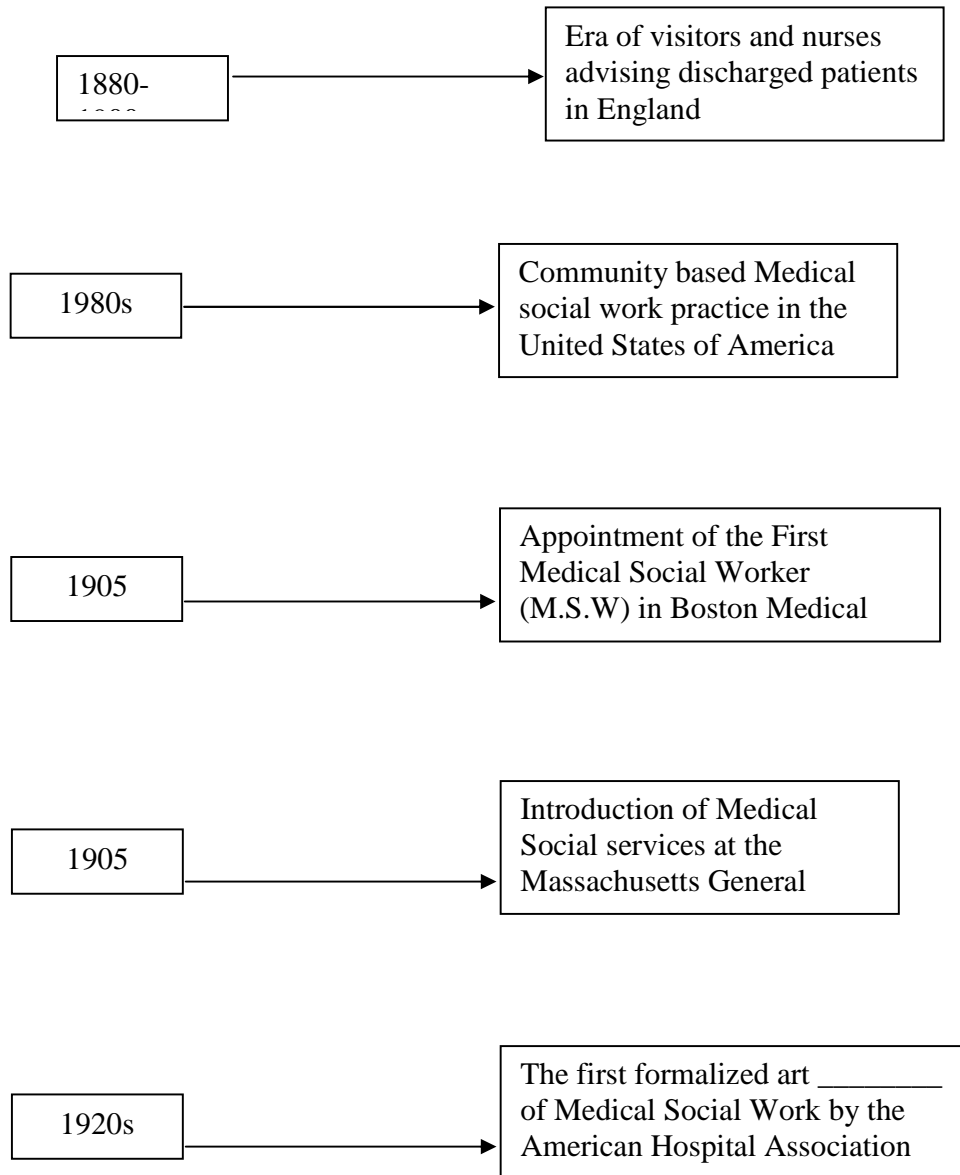 1880-
Era of visitors and nurses
advising discharged patients
in England
1980s
Community based Medical
social work practice in the
United States of America
1905
Appointment of the First
Medical Social Worker
(M.S.W) in Boston Medical
1905
Introduction of Medical
Social services at the
Massachusetts General
1920s
The first formalized art ________
of Medical Social Work by the
American Hospital Association